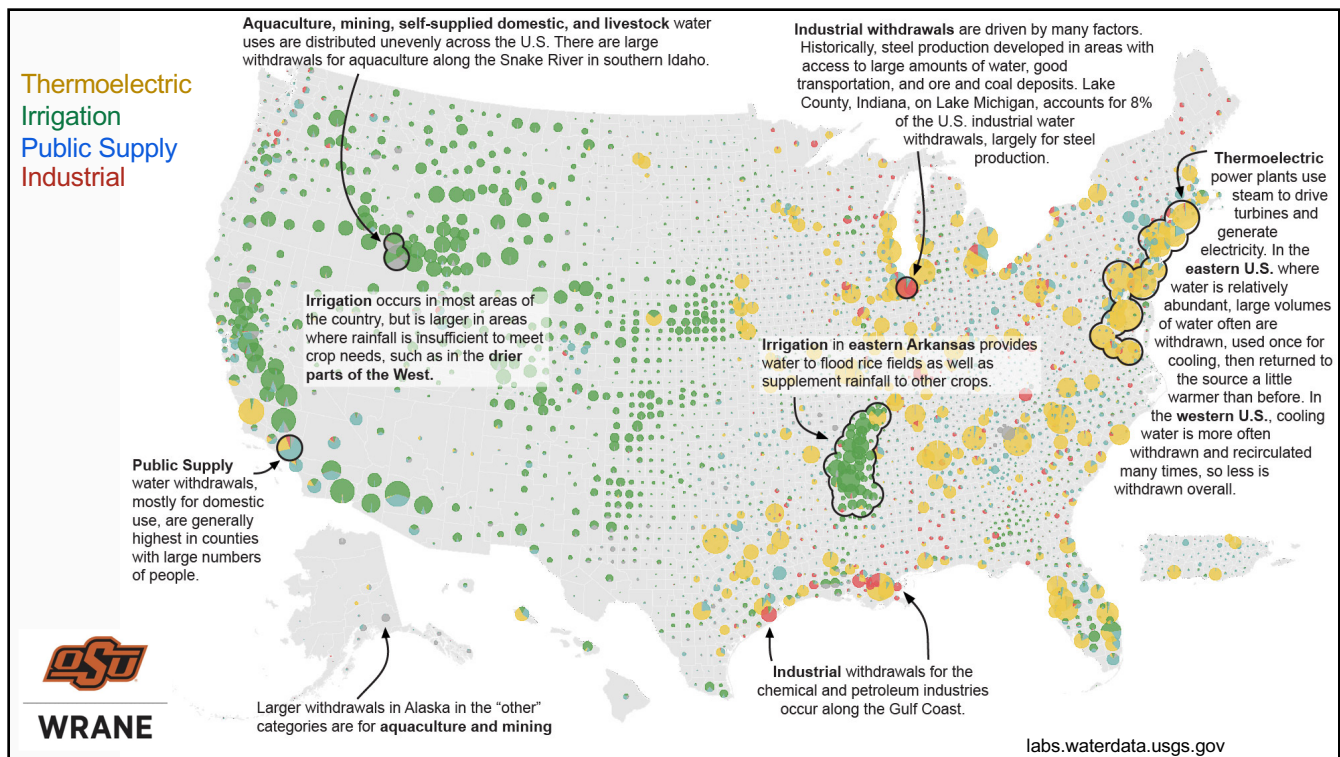 Aquaculture, mining, self-supplied domestic, and livestock water
uses are distributed unevenly across the U.S. There are large
withdrawals for aquaculture along the Snake River in southern Idaho.
Industrial withdrawals are driven by many factors.
Historically, steel production developed in areas with
access to large amounts of water, good
transportation, and ore and coal deposits. Lake
County, Indiana, on Lake Michigan, accounts for 8%
of the U.S. industrial water
withdrawals, largely for steel
production.
Thermoelectric
Irrigation
Public Supply
Industrial
Thermoelectric
power plants use
steam to drive
turbines and
generate
electricity. In the
eastern U.S. where
water is relatively
abundant, large volumes
of water often are
withdrawn, used once for
cooling, then returned to
the source a little
warmer than before. In
the western U.S., cooling
water is more often
withdrawn and recirculated
many times, so less is
withdrawn overall.
Irrigation occurs in most areas of
the country, but is larger in areas
where rainfall is insufficient to meet
crop needs, such as in the drier
parts of the West.
Irrigation in eastern Arkansas provides
water to flood rice fields as well as
supplement rainfall to other crops.
Public Supply
water withdrawals,
mostly for domestic
use, are generally
highest in counties
with large numbers
of people.
Industrial withdrawals for the
chemical and petroleum industries
occur along the Gulf Coast.
Larger withdrawals in Alaska in the “other”
categories are for aquaculture and mining
OSU
WRANE
labs.waterdata.usgs.gov